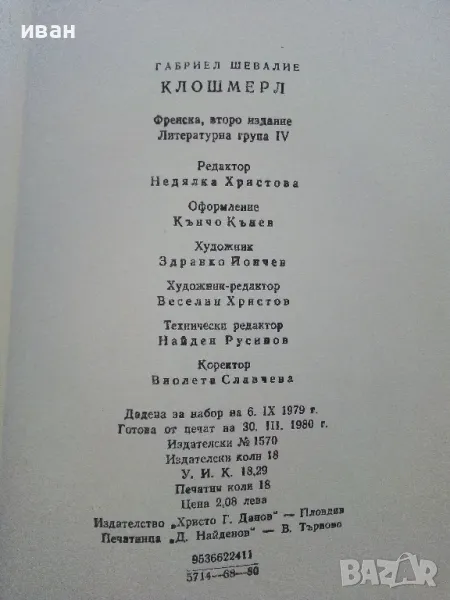 иван
ГАБРИЕЛ ШЕВАЛИЕ
КЛОШМЕРЛ
Френска, второ издание
Литературна група IV
Редактор
Недялка Христова
Оформление
Кънчо Кънев
Художник
Здравко Йончев
Художник-редактор
Веселин Христов
Технически редактор
Найден Русинов
Коректор
Виолета Славчева
Дадена за набор на 6. IX 1979 г.
Готова от печат на 30. III. 1980 г.
Издателски № 1570
Издателски коли 18
У. И. К. 18,29
Печатни коли 18
Цена 2,08 лева
Издателство „Христо Г. Данов“ — Пловдив
Печатница „Д. Найденов“ — В. Търново
9536622411
5714—68—80
BAZAR